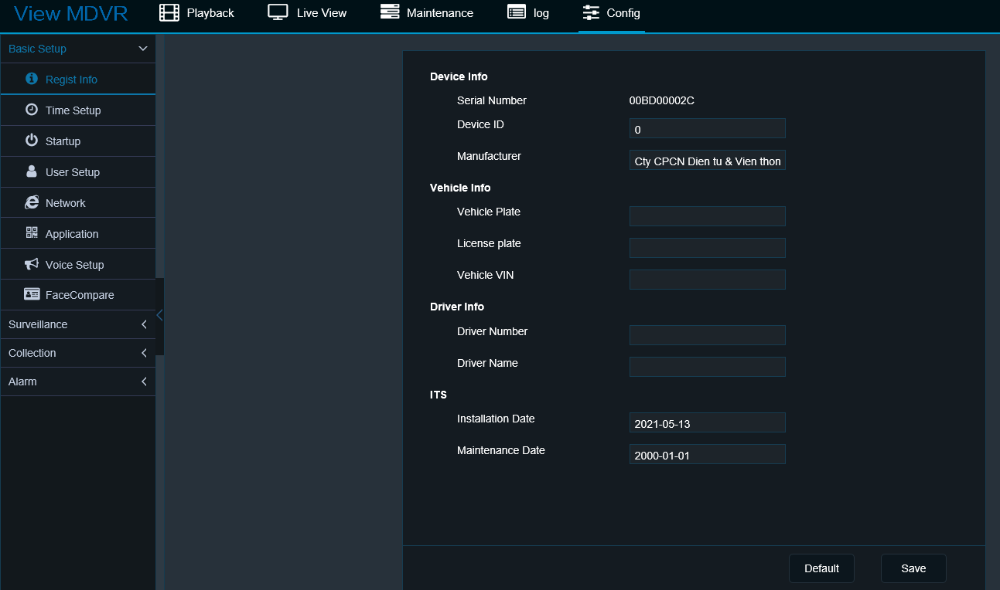 View MDVR
Playback
Live View
Maintenance
log
Config
Basic Setup
Regist Info
Time Setup
Startup
User Setup
Network
Application
Voice Setup
FaceCompare
Surveillance
Collection
Alarm
Device Info
Serial Number 00BD00002C
Device ID 0
Manufacturer Cty CPCN Dien tu & Vien thon
Vehicle Info
Vehicle Plate
License plate
Vehicle VIN
Driver Info
Driver Number
Driver Name
ITS
Installation Date 2021-05-13
Maintenance Date 2000-01-01
Default Save